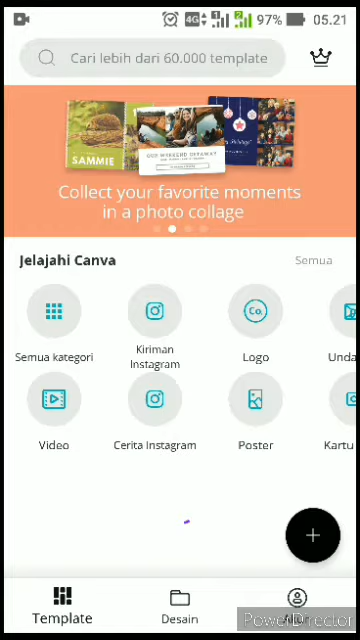 97% 05.21
Cari lebih dari 60.000 template
SAMMIE
Collect your favorite moments
in a photo collage
Jelajahi Canva
Semua
Semua kategori
Kiriman
Instagram
Co.
Logo
Unda
Video
Cerita Instagram
Poster
Kartu
Template
Desain
PowerDirector